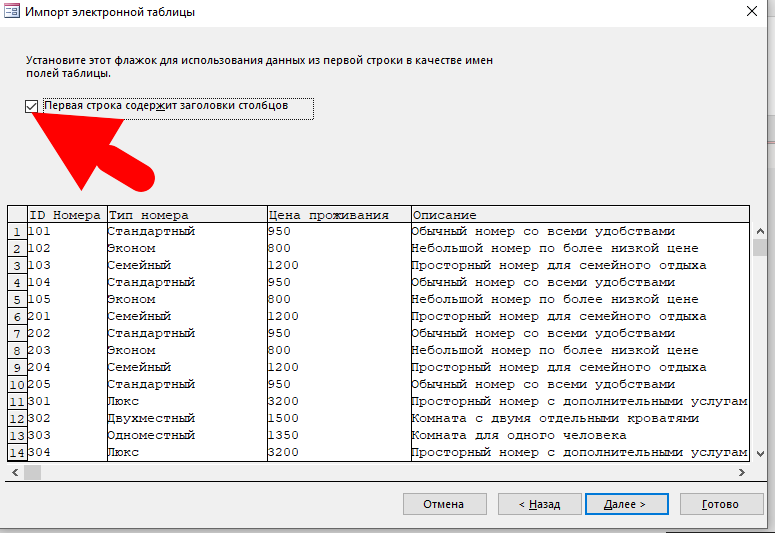 Импорт электронной таблицы
Установите этот флажок для использования данных из первой строки в качестве имен
полей таблицы.
Первая строка содержит заголовки столбцов
ID Номера Тип номера Цена проживания Описание
1 101 Стандартный 950 Обычный номер со всеми удобствами
2 102 Эконом 800 Небольшой номер по более низкой цене
3 103 Семейный 1200 Просторный номер для семейного отдыха
4 104 Стандартный 950 Обычный номер со всеми удобствами
5 105 Эконом 800 Небольшой номер по более низкой цене
6 201 Семейный 1200 Просторный номер для семейного отдыха
7 202 Стандартный 950 Обычный номер со всеми удобствами
8 203 Эконом 800 Небольшой номер по более низкой цене
9 204 Семейный 1200 Просторный номер для семейного отдыха
10 205 Стандартный 950 Обычный номер со всеми удобствами
11 301 Люкс 3200 Просторный номер с дополнительными услугам
12 302 Двухместный 1500 Комната с двумя отдельными кроватями
13 303 Одноместный 1350 Комната для одного человека
14 304 Люкс 3200 Просторный номер с дополнительными услугам
Отмена < Назад Далее > Готово